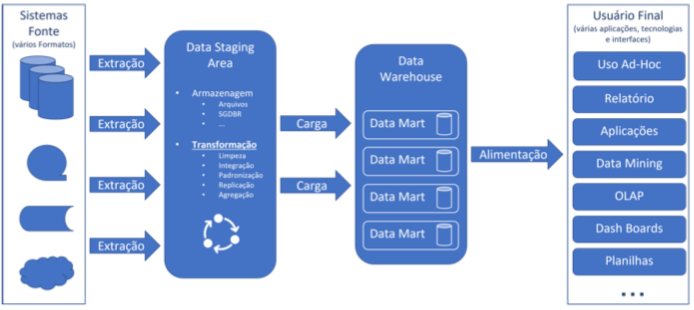 Sistemas
Fonte
(vários Formatos)
Extração
Extração
Extração
Extração
Data Staging
Area
• Armazenagem
• Arquivos
• SGDBR
• ...
• Transformação
• Limpeza
• Integração
• Padronização
• Replicação
• Agregação
Carga
Carga
Data
Warehouse
Data Mart
Data Mart
Data Mart
Data Mart
Alimentação
Usuário Final
(várias aplicações, tecnologias
e interfaces)
Uso Ad-Hoc
Relatório
Aplicações
Data Mining
OLAP
Dash Boards
Planilhas
...